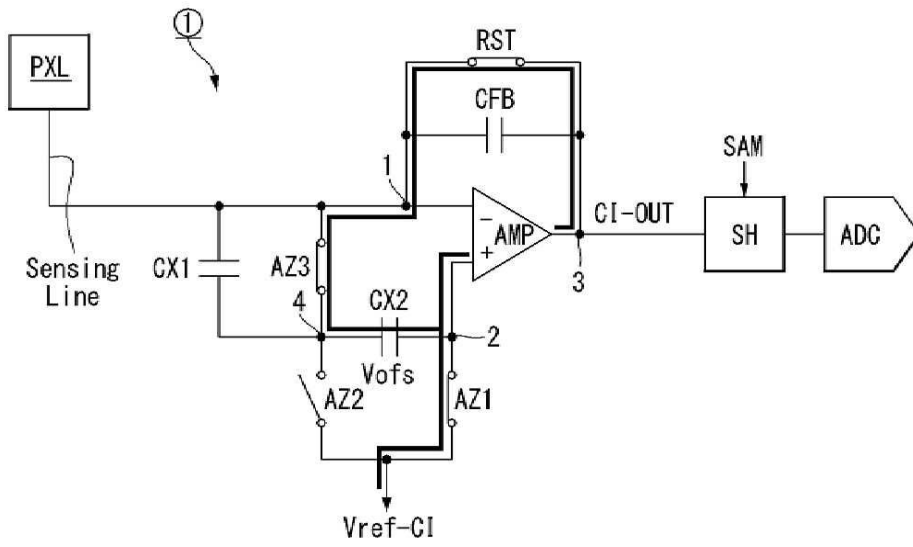 ①
PXL
RST
CFB
SAM
1
CI-OUT
−
AMP
+
SH
ADC
3
Sensing
Line
CX1
AZ3
4
CX2
2
Vofs
AZ2
AZ1
Vref-CI